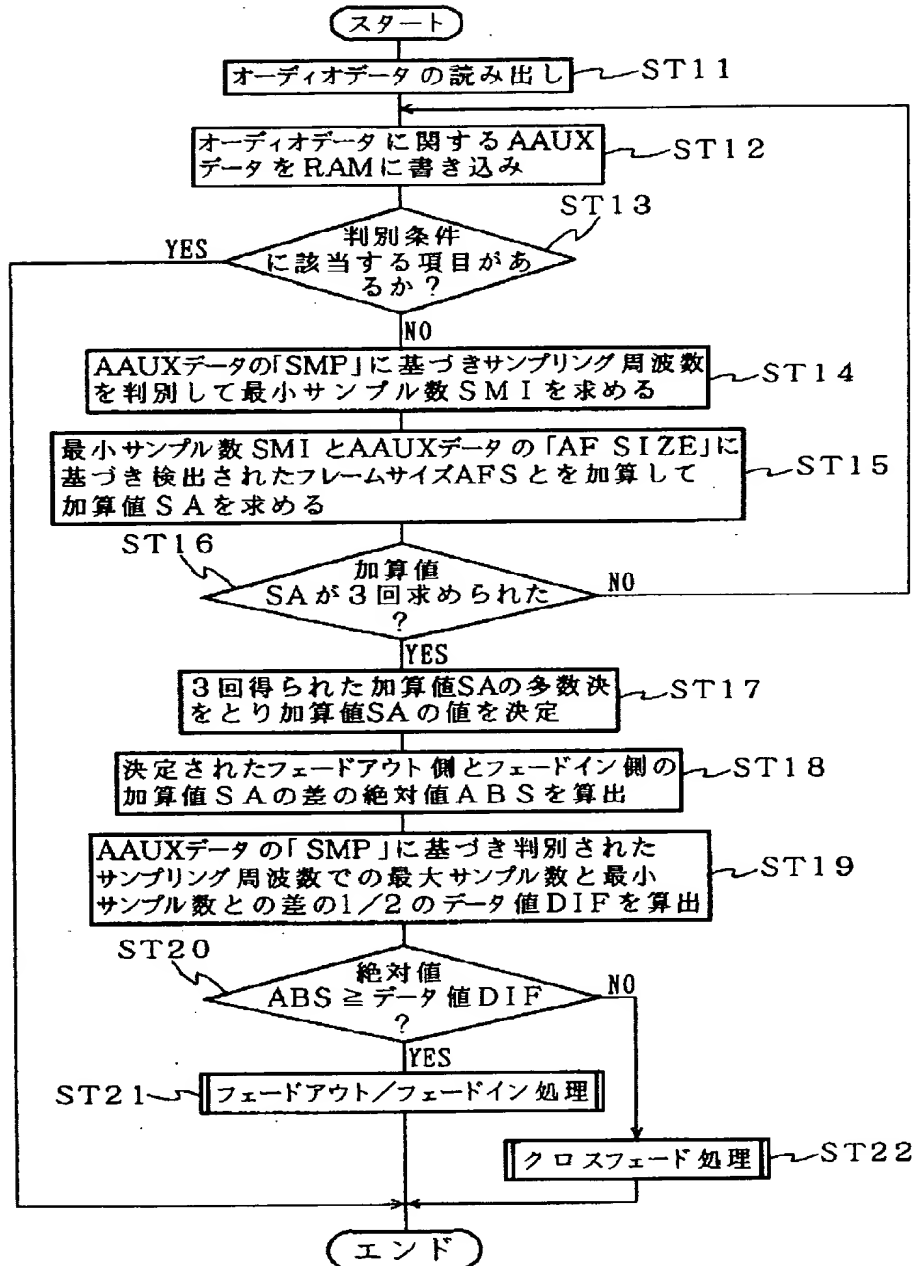 スタート
オーディオデータの読み出し
ST11
オーディオデータに関するAAUX
データをRAMに書き込み
ST12
ST13
判別条件
に該当する項目があ
るか?
YES
NO
AAUXデータの「SMP」に基づきサンプリング周波数
を判別して最小サンプル数SMIを求める
ST14
最小サンプル数SMIとAAUXデータの「AF SIZE」に
基づき検出されたフレームサイズAFSとを加算して
加算値SAを求める
ST15
ST16
加算値
SAが3回求められた
?
NO
YES
3回得られた加算値SAの多数決
をとり加算値SAの値を決定
ST17
決定されたフェードアウト側とフェードイン側の
加算値SAの差の絶対値ABSを算出
ST18
AAUXデータの「SMP」に基づき判別された
サンプリング周波数での最大サンプル数と最小
サンプル数との差の1/2のデータ値DIFを算出
ST19
ST20
絶対値
ABS≧データ値DIF
?
NO
YES
ST21
フェードアウト/フェードイン処理
クロスフェード処理
ST22
エンド